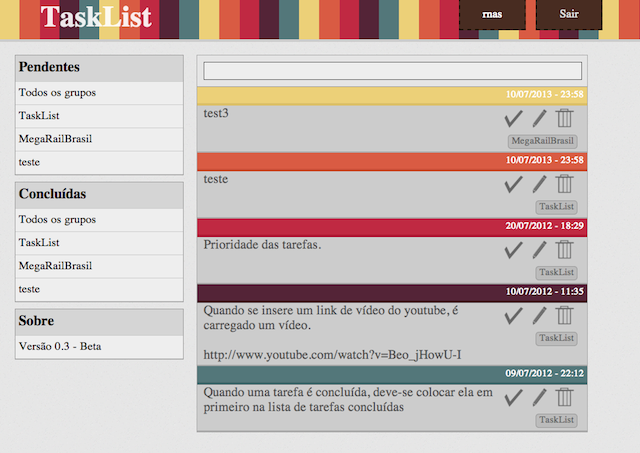 TaskList
rnas
Sair
Pendentes
Todos os grupos
TaskList
MegaRailBrasil
teste
Concluídas
Todos os grupos
TaskList
MegaRailBrasil
teste
Sobre
Versão 0.3 - Beta
10/07/2013 - 23:58
test3
MegaRailBrasil
10/07/2013 - 23:58
teste
TaskList
20/07/2012 - 18:29
Prioridade das tarefas.
TaskList
10/07/2012 - 11:35
Quando se insere um link de vídeo do youtube, é
carregado um vídeo.
TaskList
http://www.youtube.com/watch?v=Beo_jHowU-I
09/07/2012 - 22:12
Quando uma tarefa é concluída, deve-se colocar ela em
primeiro na lista de tarefas concluídas
TaskList